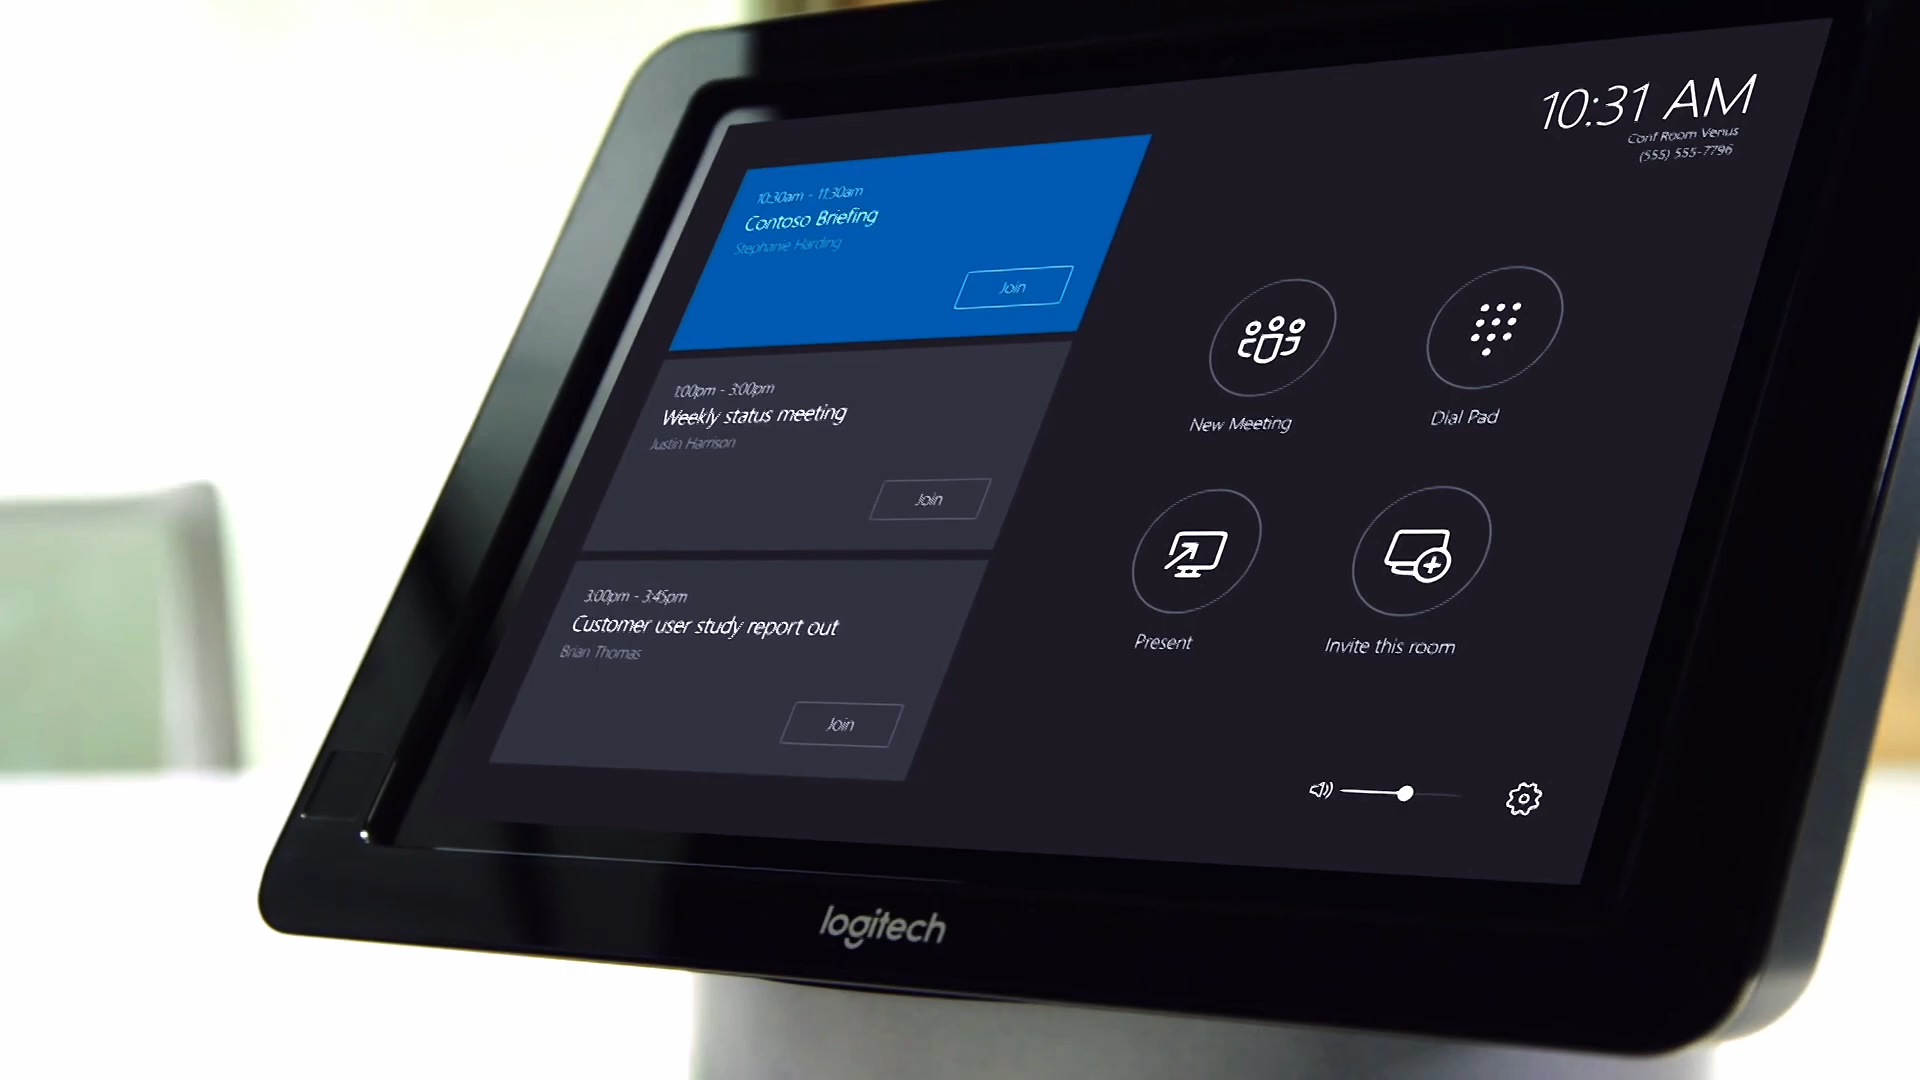 10:31 AM
Conf Room Venus
(555) 555-7796
10:30am - 11:30am
Contoso Briefing
Stephanie Harding
Join
1:00pm - 3:00pm
Weekly status meeting
Justin Harrison
Join
3:00pm - 3:45pm
Customer user study report out
Brian Thomas
Join
New Meeting
Dial Pad
Present
Invite this room
logitech